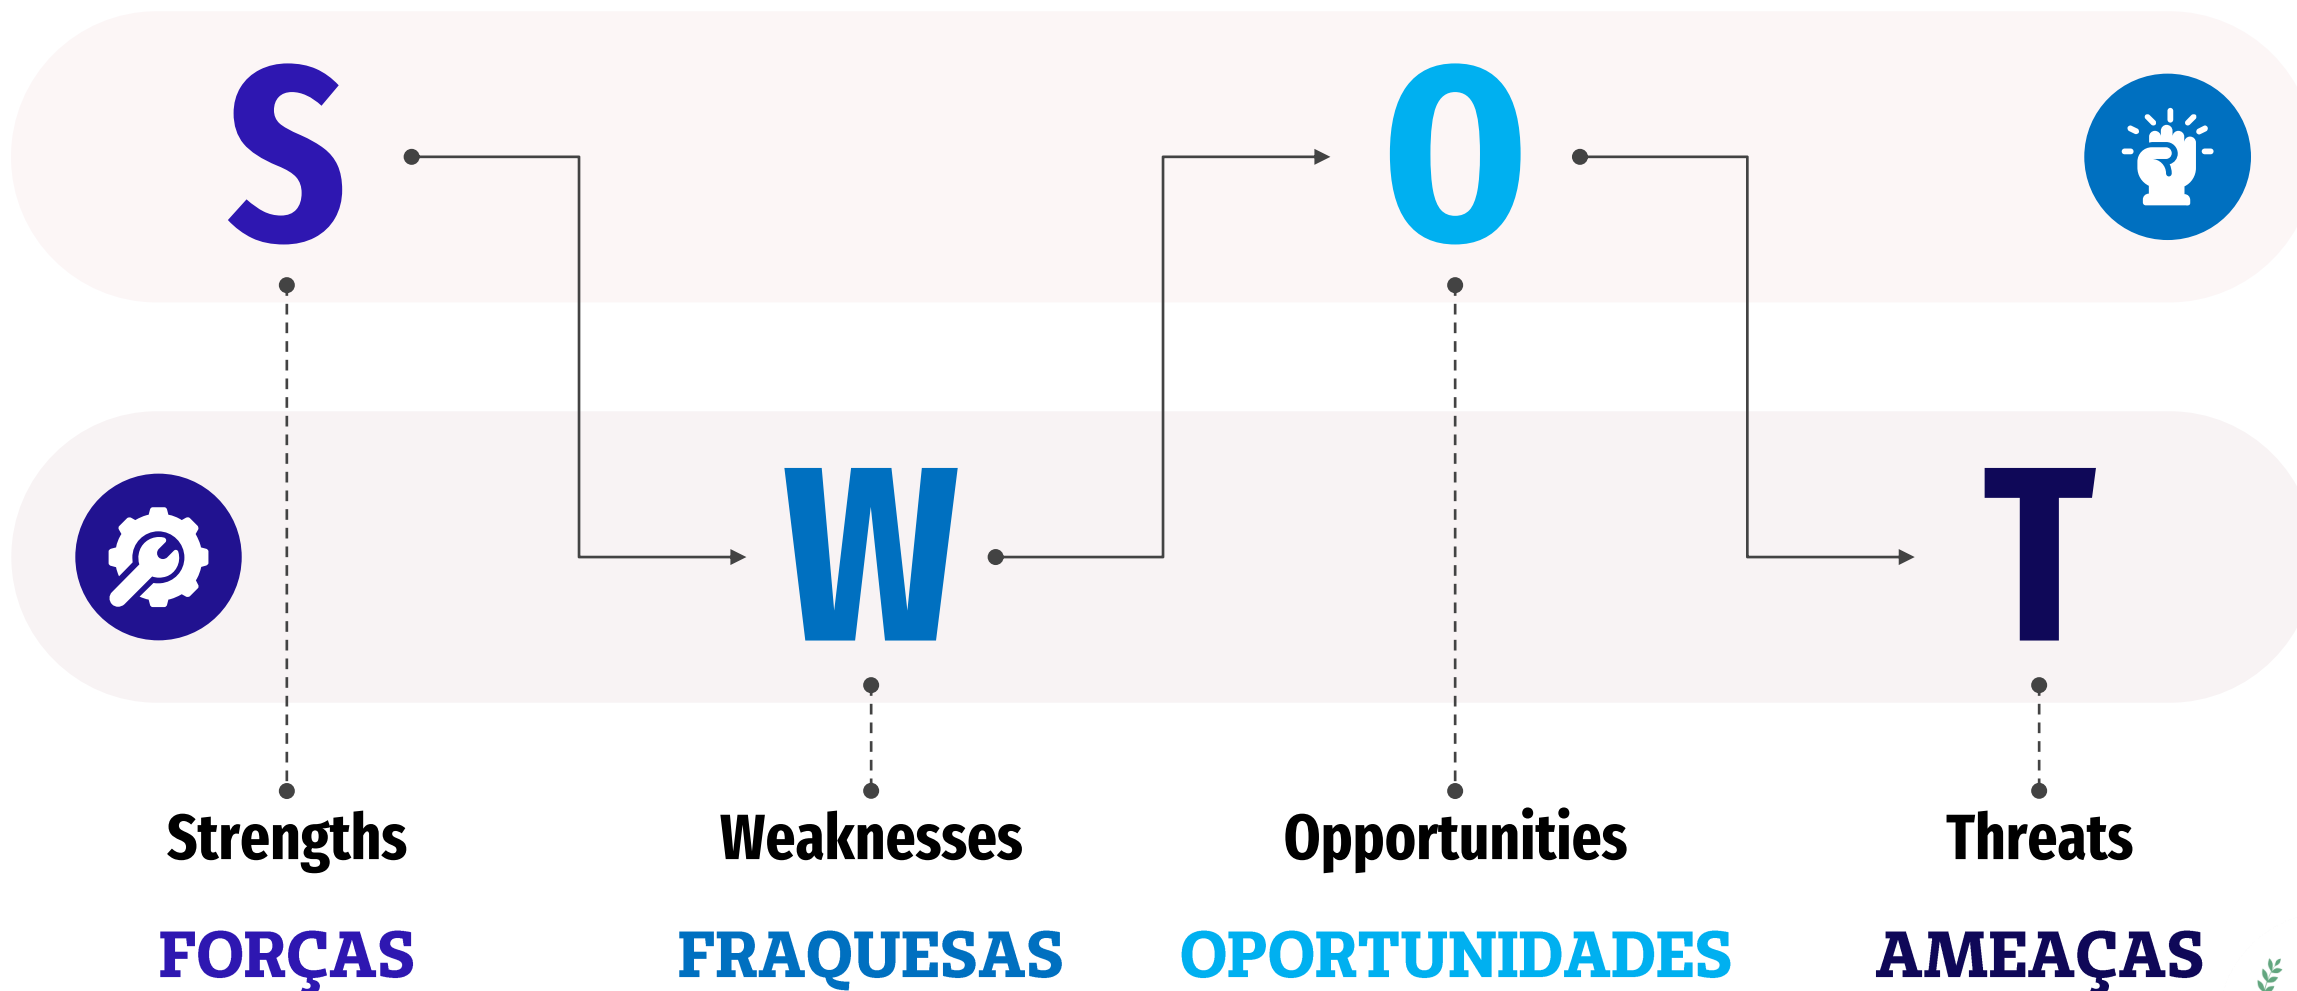 S
O
W
T
Strengths
Weaknesses
Opportunities
Threats
FORÇAS
FRAQUESAS
OPORTUNIDADES
AMEAÇAS